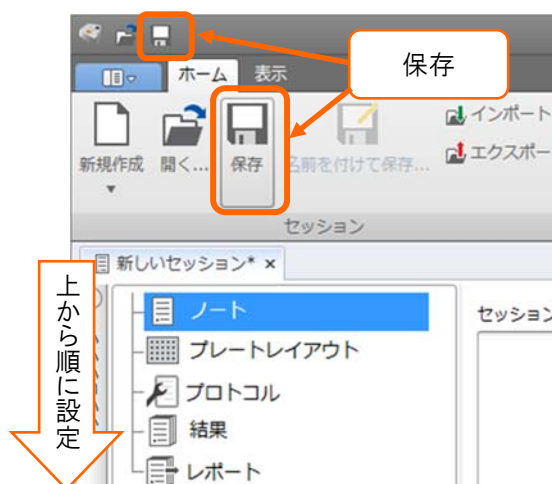 保存
ホーム 表示
新規作成 開く... 保存 名前を付けて保存...
インポート
エクスポー
セッション
新しいセッション* ×
上から順に設定
ノート
セッション
プレートレイアウト
プロトコル
結果
レポート